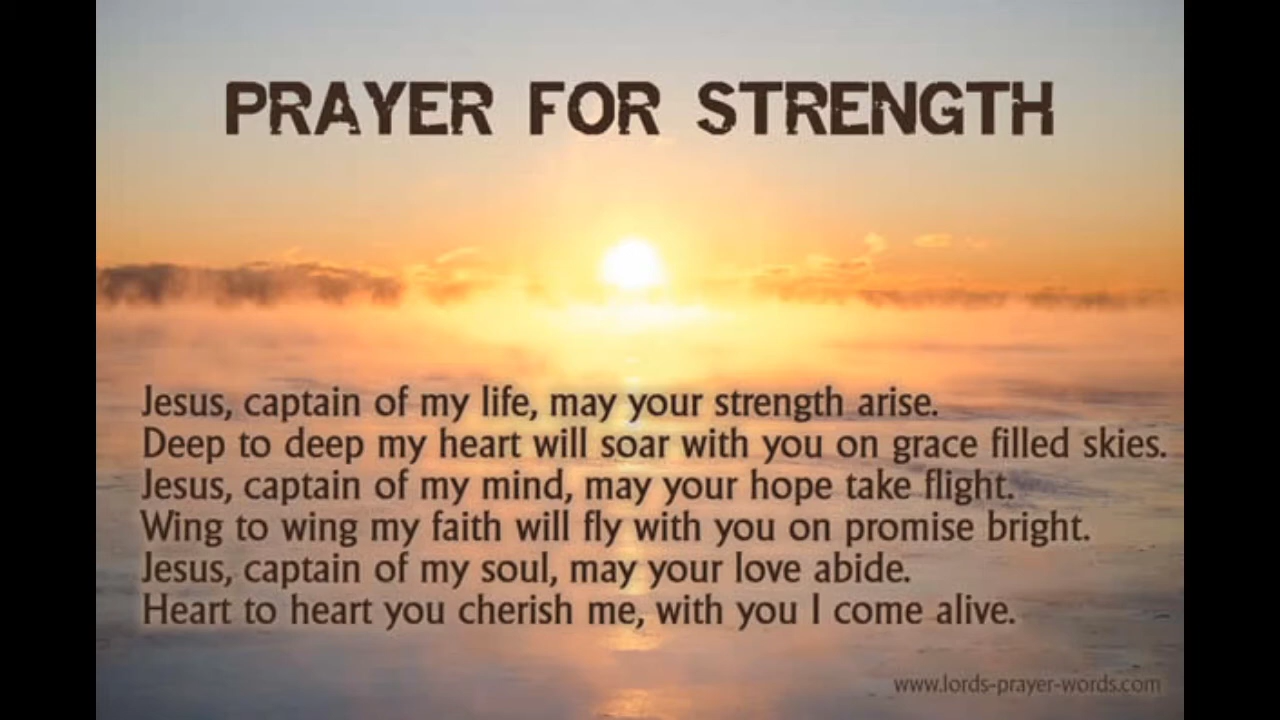 PRAYER FOR STRENGTH
Jesus, captain of my life, may your strength arise.
Deep to deep my heart will soar with you on grace filled skies.
Jesus, captain of my mind, may your hope take flight.
Wing to wing my faith will fly with you on promise bright.
Jesus, captain of my soul, may your love abide.
Heart to heart you cherish me, with you I come alive.
www.lords-prayer-words.com